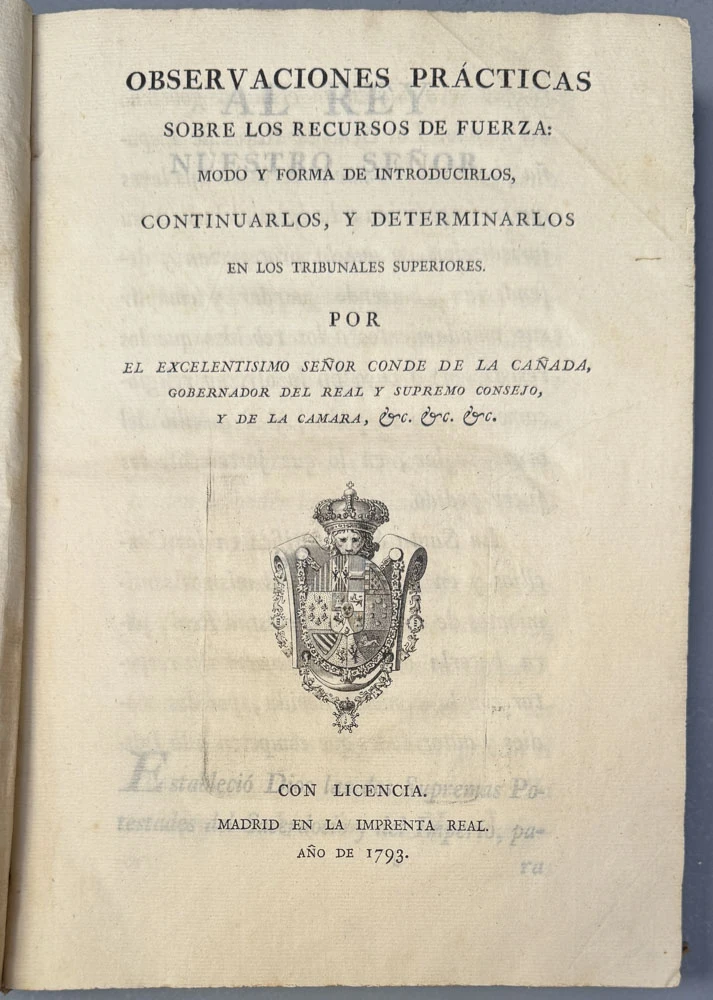 OBSERVACIONES PRÁCTICAS
SOBRE LOS RECURSOS DE FUERZA:
MODO Y FORMA DE INTRODUCIRLOS,
CONTINUARLOS, Y DETERMINARLOS
EN LOS TRIBUNALES SUPERIORES.
POR
EL EXCELENTISIMO SEÑOR CONDE DE LA CAÑADA,
GOBERNADOR DEL REAL Y SUPREMO CONSEJO,
Y DE LA CAMARA, &c. &c. &c.
CON LICENCIA.
MADRID EN LA IMPRENTA REAL.
AÑO DE 1793.